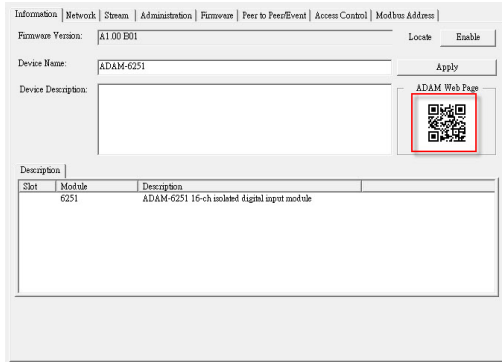 Information Network Stream Administration Firmware Peer to Peer/Event Access Control Modbus Address
Firmware Version: A1.00 B01 Locate Enable
Device Name: ADAM-6251 Apply
Device Description: ADAM Web Page
Description
Slot Module Description
6251 ADAM-6251 16-ch isolated digital input module